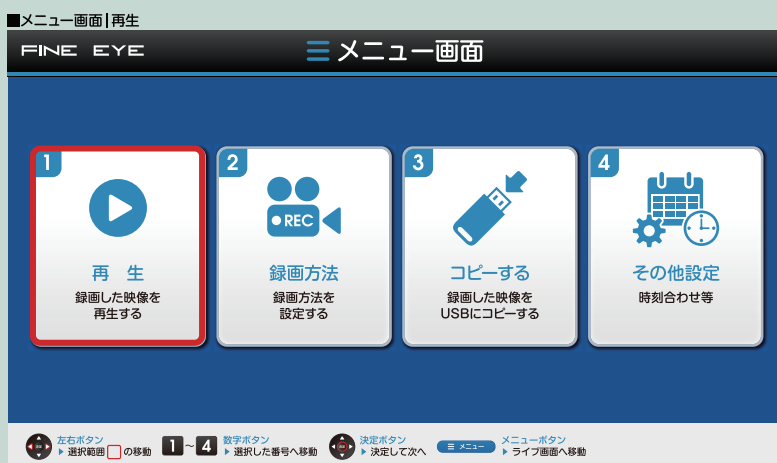 ■メニュー画面|再生
FINE EYE
メニュー画面
1
再 生
録画した映像を
再生する
2
REC
録画方法
録画方法を
設定する
3
コピーする
録画した映像を
USBにコピーする
4
その他設定
時刻合わせ等
左右ボタン
▶ 選択範囲 の移動
1 ~ 4
数字ボタン
▶ 選択した番号へ移動
決定ボタン
▶ 決定して次へ
メニュー
メニューボタン
▶ ライブ画面へ移動